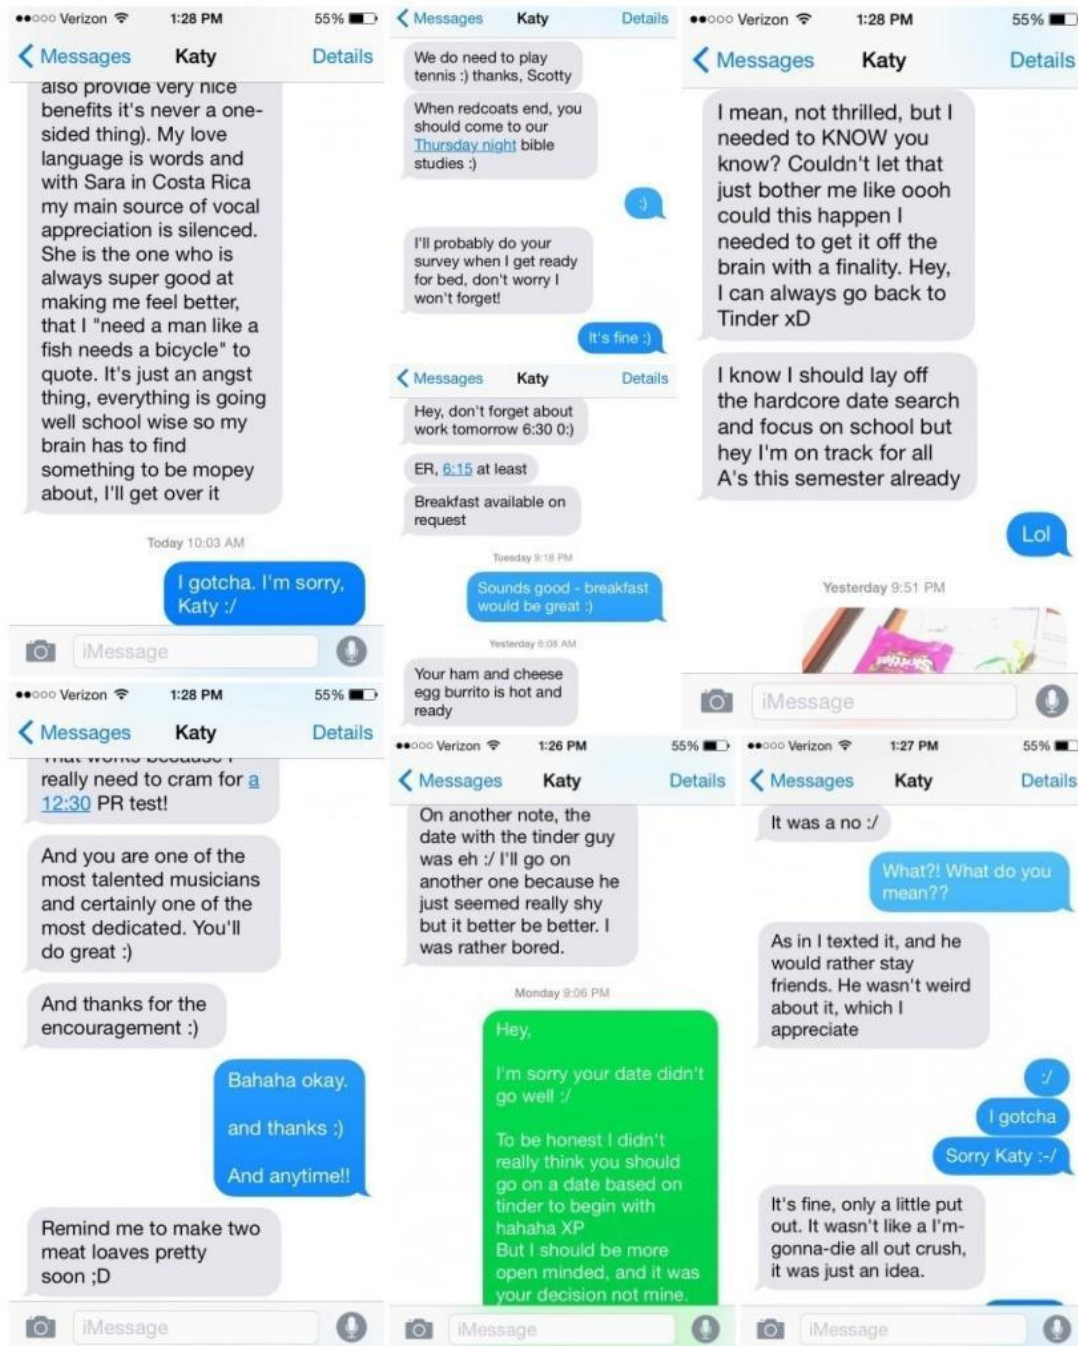 Verizon 1:28 PM 55%
Messages Katy Details
also provide very nice
benefits it's never a one-
sided thing). My love
language is words and
with Sara in Costa Rica
my main source of vocal
appreciation is silenced.
She is the one who is
always super good at
making me feel better,
that I "need a man like a
fish needs a bicycle" to
quote. It's just an angst
thing, everything is going
well school wise so my
brain has to find
something to be mopey
about, I'll get over it
Today 10:03 AM
I gotcha. I'm sorry,
Katy :/
iMessage
Messages Katy Details
We do need to play
tennis :) thanks, Scotty
When redcoats end, you
should come to our
Thursday night bible
studies :)
:)
I'll probably do your
survey when I get ready
for bed, don't worry I
won't forget!
It's fine :)
Messages Katy Details
Hey, don't forget about
work tomorrow 6:30 0:)
ER, 6:15 at least
Breakfast available on
request
Tuesday 9:18 PM
Sounds good - breakfast
would be great :)
Yesterday 6:08 AM
Your ham and cheese
egg burrito is hot and
ready
Verizon 1:28 PM 55%
Messages Katy Details
I mean, not thrilled, but I
needed to KNOW you
know? Couldn't let that
just bother me like oooh
could this happen I
needed to get it off the
brain with a finality. Hey,
I can always go back to
Tinder xD
I know I should lay off
the hardcore date search
and focus on school but
hey I'm on track for all
A's this semester already
Lol
Yesterday 9:51 PM
Skittles
iMessage
Verizon 1:28 PM 55%
Messages Katy Details
That works because I
really need to cram for a
12:30 PR test!
And you are one of the
most talented musicians
and certainly one of the
most dedicated. You'll
do great :)
And thanks for the
encouragement :)
Bahaha okay.
and thanks :)
And anytime!!
Remind me to make two
meat loaves pretty
soon ;D
iMessage
Verizon 1:26 PM 55%
Messages Katy Details
On another note, the
date with the tinder guy
was eh :/ I'll go on
another one because he
just seemed really shy
but it better be better. I
was rather bored.
Monday 9:06 PM
Hey,
I'm sorry your date didn't
go well :/
To be honest I didn't
really think you should
go on a date based on
tinder to begin with
hahaha XP
But I should be more
open minded, and it was
your decision not mine.
iMessage
Verizon 1:27 PM 55%
Messages Katy Details
It was a no :/
What?! What do you
mean??
As in I texted it, and he
would rather stay
friends. He wasn't weird
about it, which I
appreciate
:/
I gotcha
Sorry Katy :-/
It's fine, only a little put
out. It wasn't like a I'm-
gonna-die all out crush,
it was just an idea.
iMessage